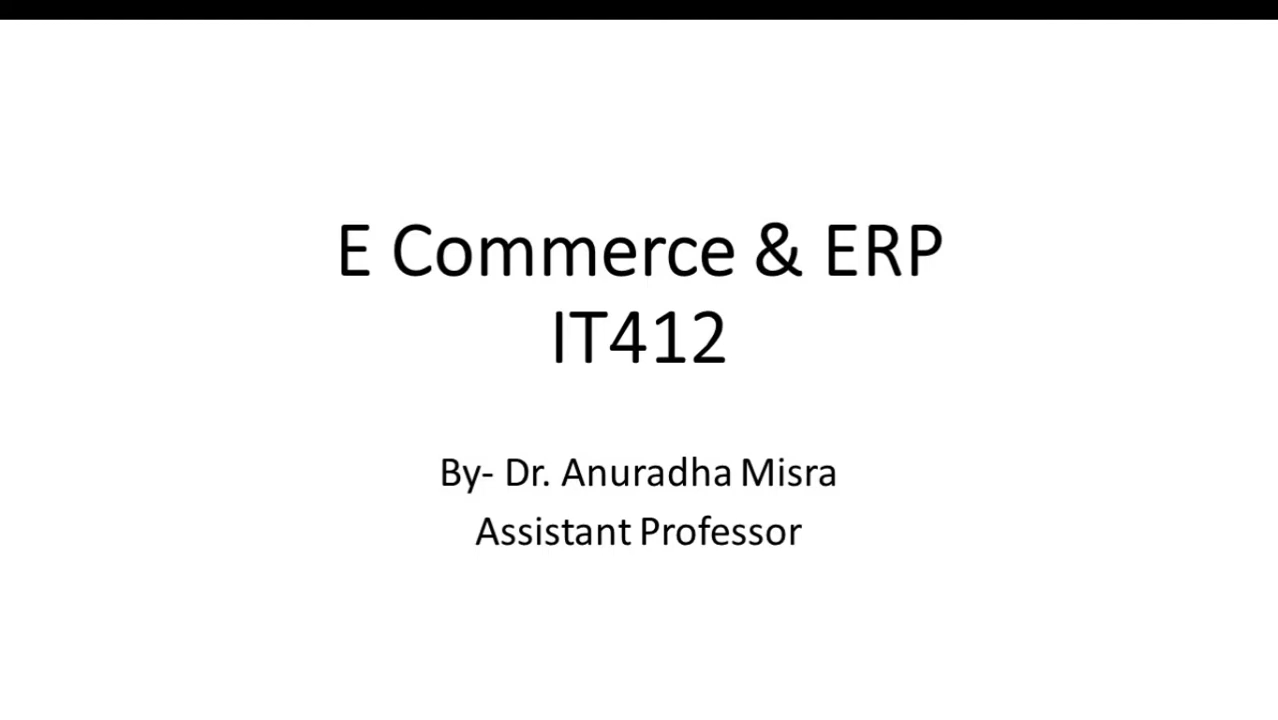 E Commerce & ERP
IT412
By- Dr. Anuradha Misra
Assistant Professor